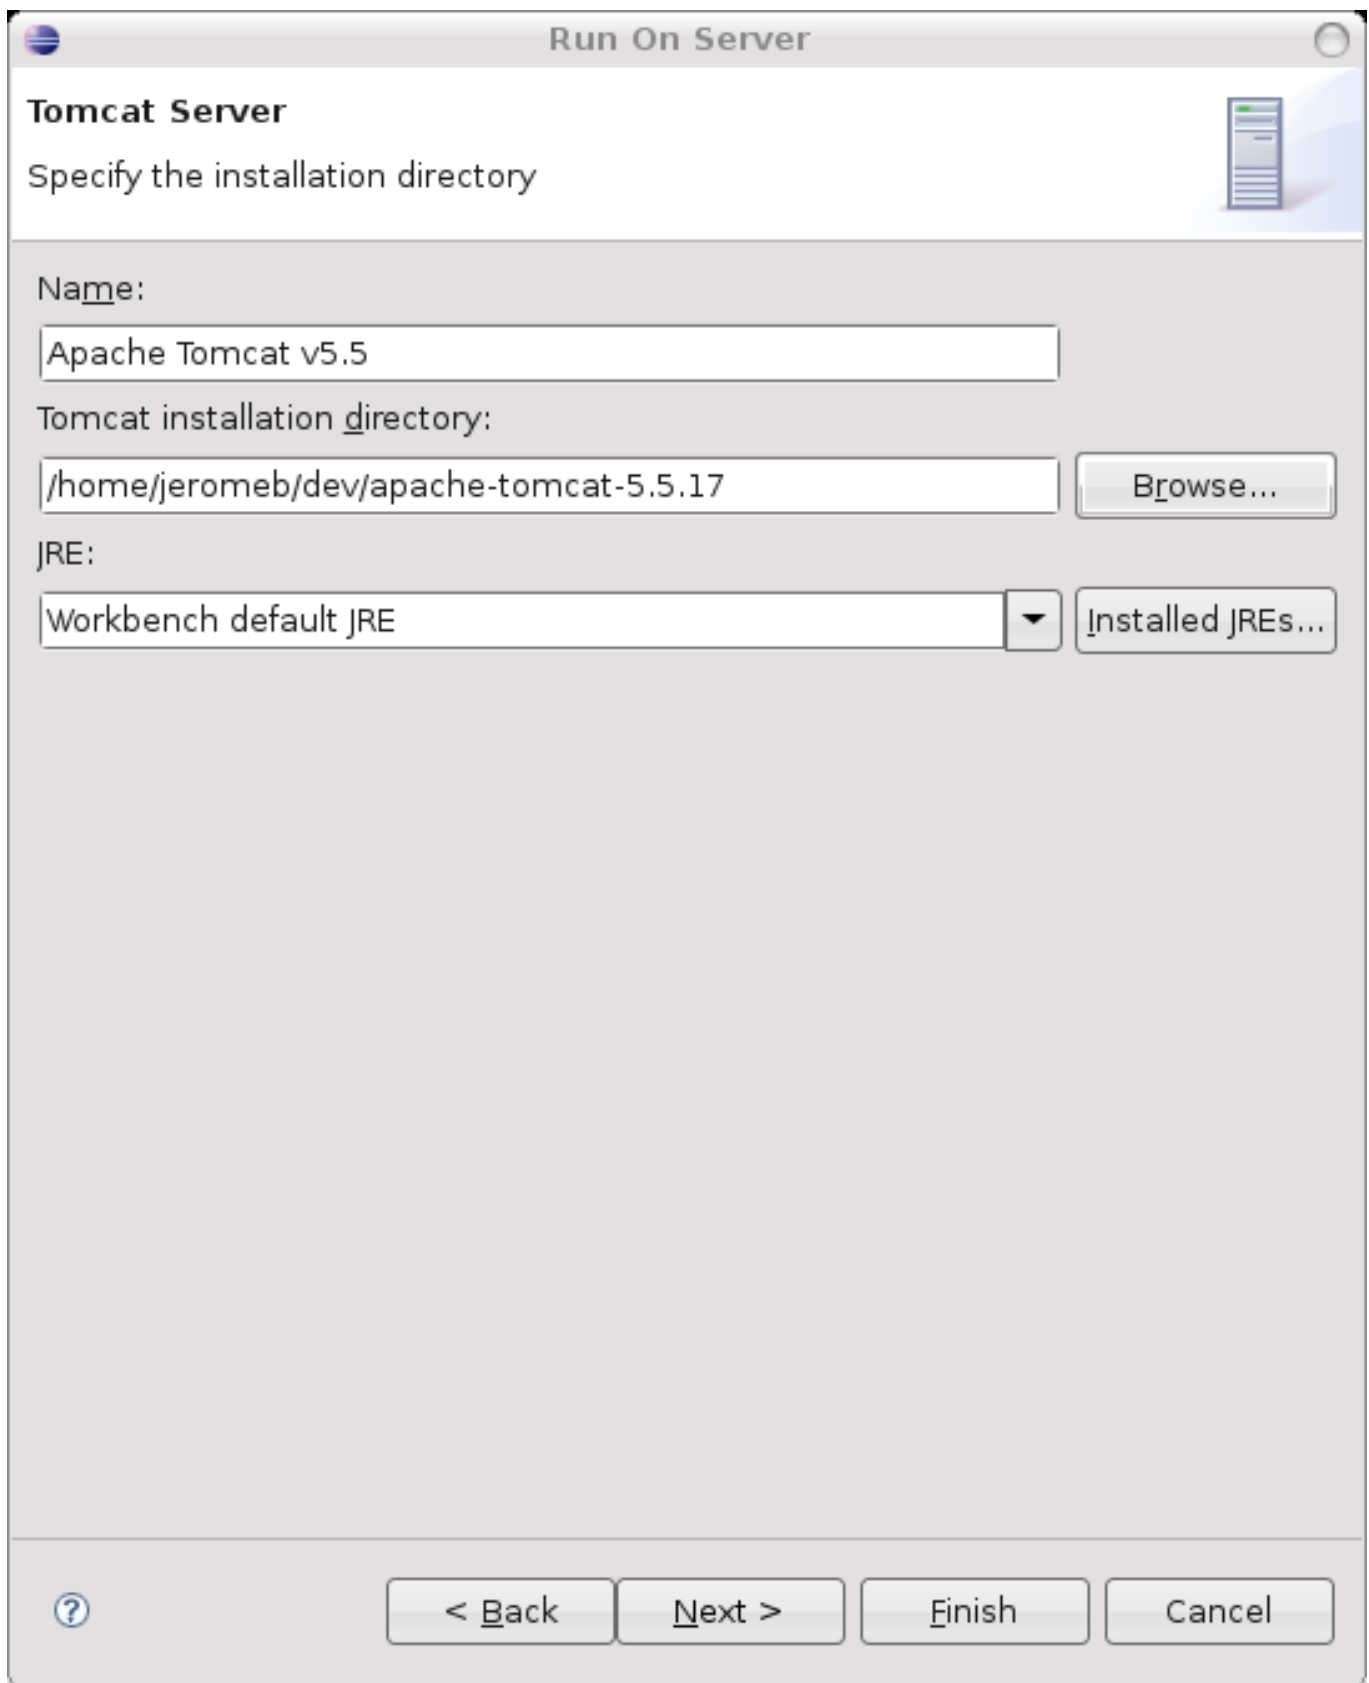 Run On Server
Tomcat Server
Specify the installation directory
Name:
Apache Tomcat v5.5
Tomcat installation directory:
/home/jeromeb/dev/apache-tomcat-5.5.17
Browse...
JRE:
Workbench default JRE
Installed JREs...
?
< Back
Next >
Finish
Cancel